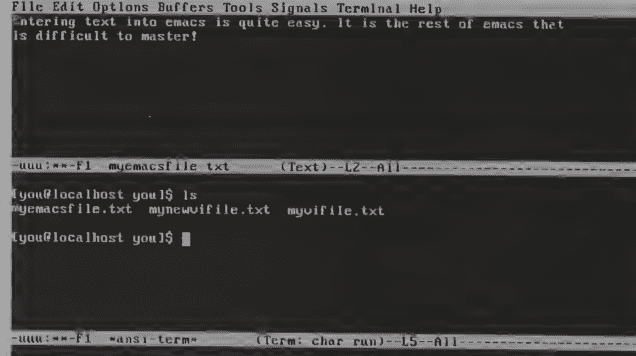 File Edit Options Buffers Tools Signals Terminal Help
Entering text into emacs is quite easy. It is the rest of emacs that
is difficult to master!
-uuu:**-F1  myemacsfile.txt      (Text)--L2--All-----------------------------
[you@localhost you]$ ls
myemacsfile.txt  mynewvifile.txt  myvifile.txt
[you@localhost you]$
-uuu:**-F1  *ansi-term*      (Term: char run)--L5--All-----------------------